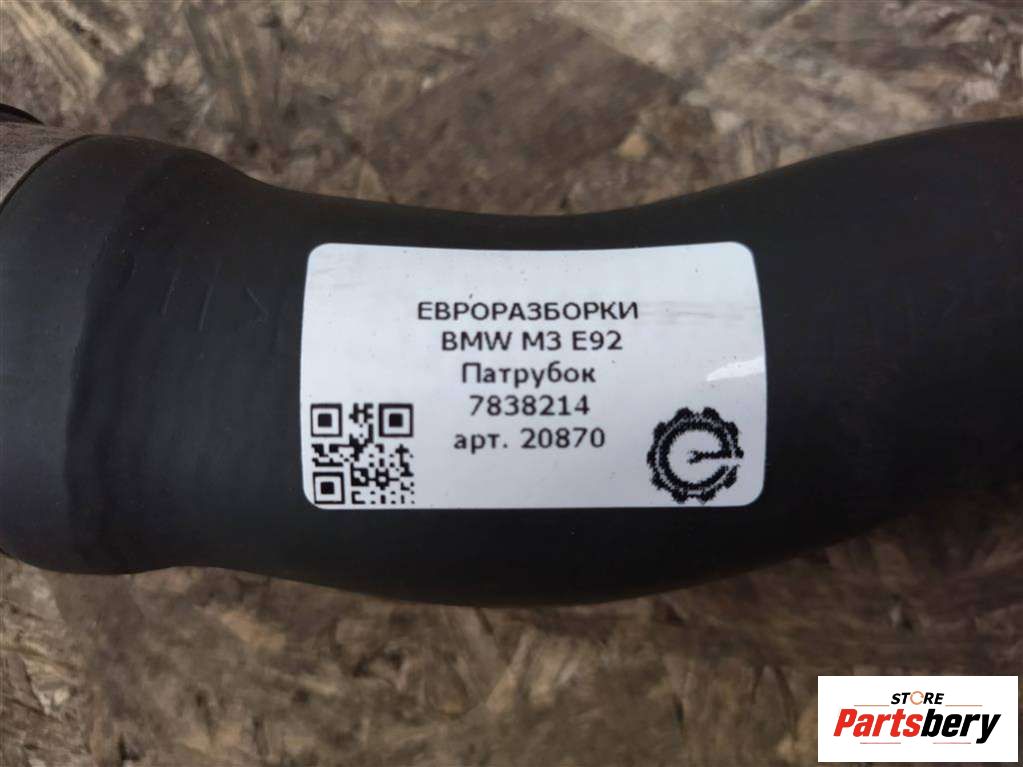 ЕВРОРАЗБОРКИ
BMW M3 E92
Патрубок
7838214
арт. 20870
STORE
Partsbery